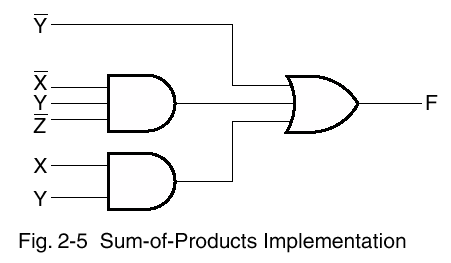 Y̅
X̅
Y
Z̅
F
X
Y
Fig. 2-5 Sum-of-Products Implementation